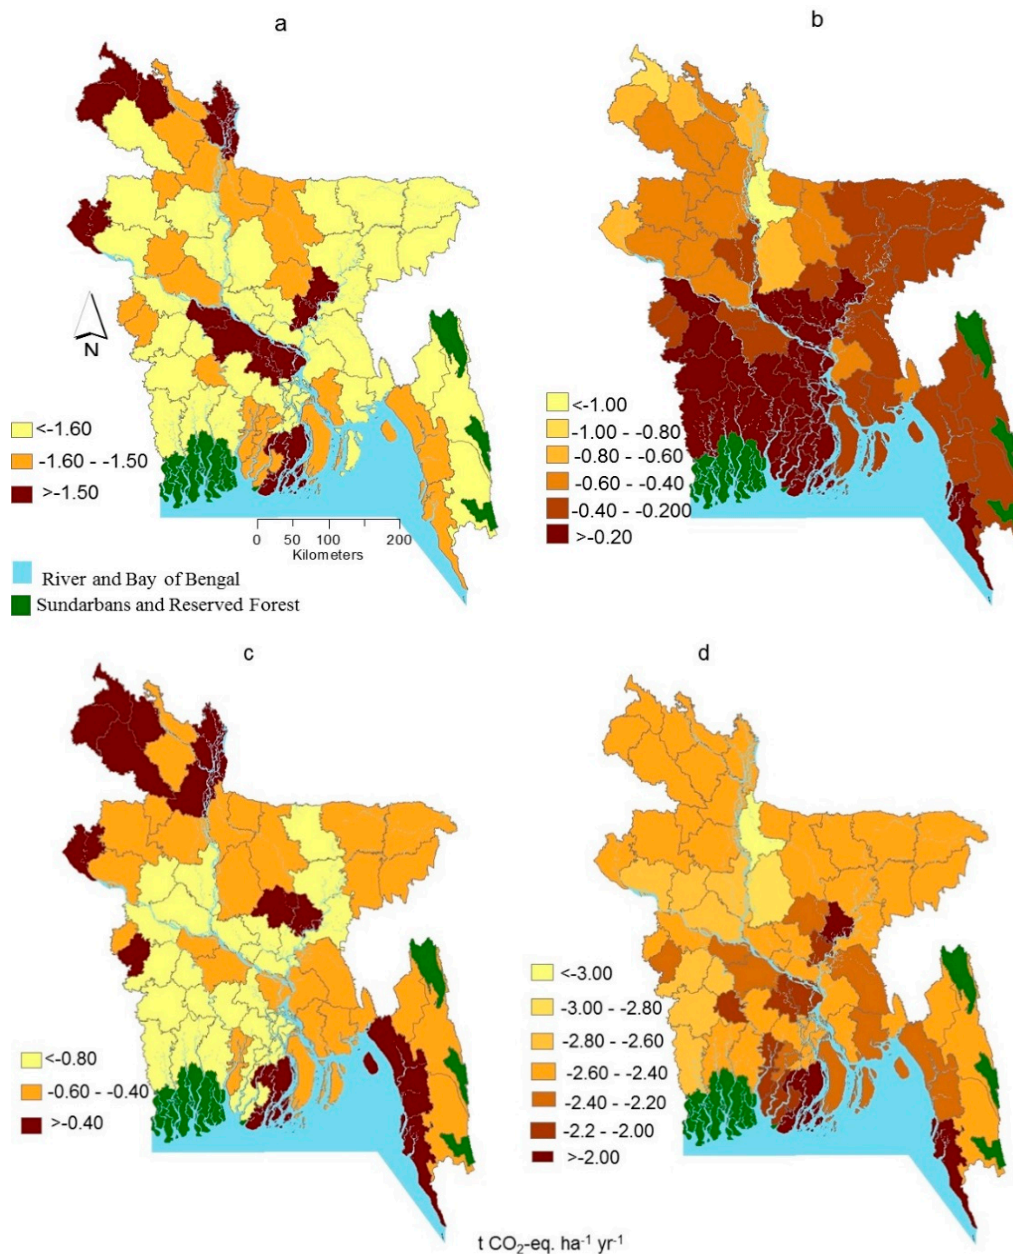 a
b
N
<-1.60
-1.60 - -1.50
>-1.50
0 50 100 200
Kilometers
River and Bay of Bengal
Sundarbans and Reserved Forest
<-1.00
-1.00 - -0.80
-0.80 - -0.60
-0.60 - -0.40
-0.40 - -0.200
>-0.20
c
d
<-0.80
-0.60 - -0.40
>-0.40
<-3.00
-3.00 - -2.80
-2.80 - -2.60
-2.60 - -2.40
-2.40 - -2.20
-2.2 - -2.00
>-2.00
t CO₂-eq. ha⁻¹ yr⁻¹